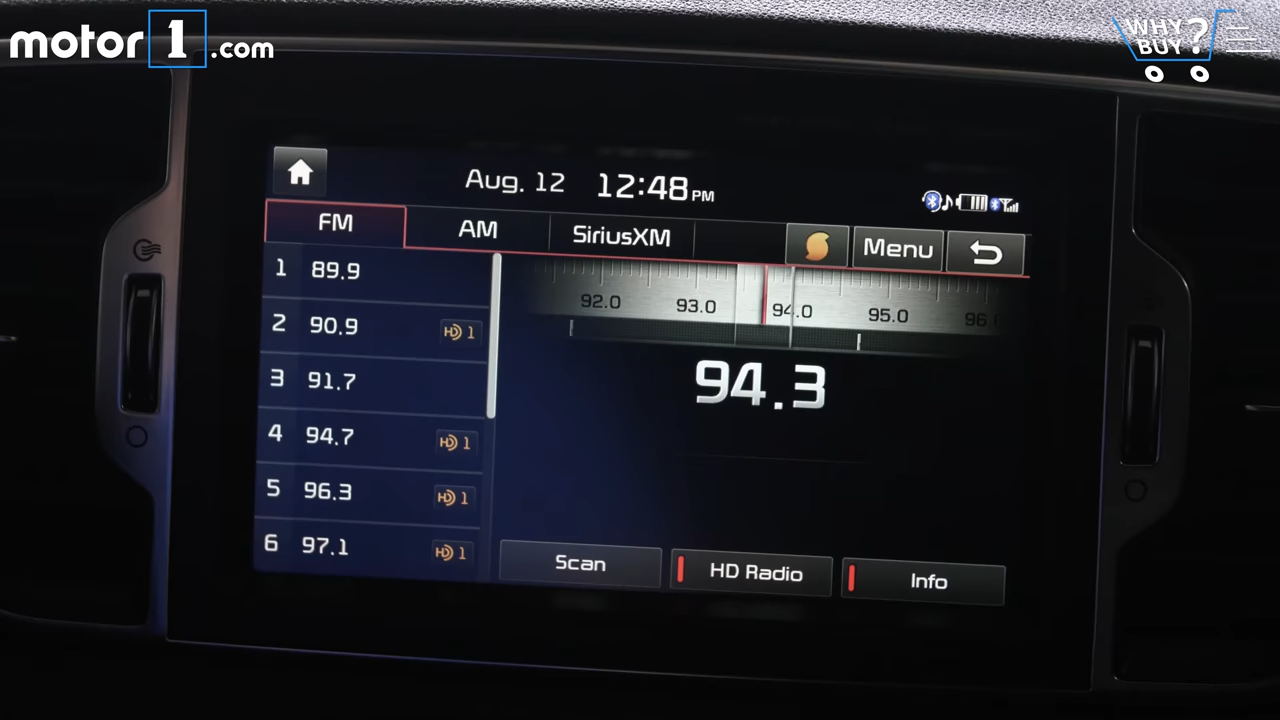 motor1.com
WHY BUY?
Aug. 12 12:48 PM
FM AM SiriusXM Menu
1 89.9
2 90.9 HD 1
3 91.7
4 94.7 HD 1
5 96.3 HD 1
6 97.1 HD 1
92.0 93.0 94.0 95.0 96.0
94.3
Scan HD Radio Info